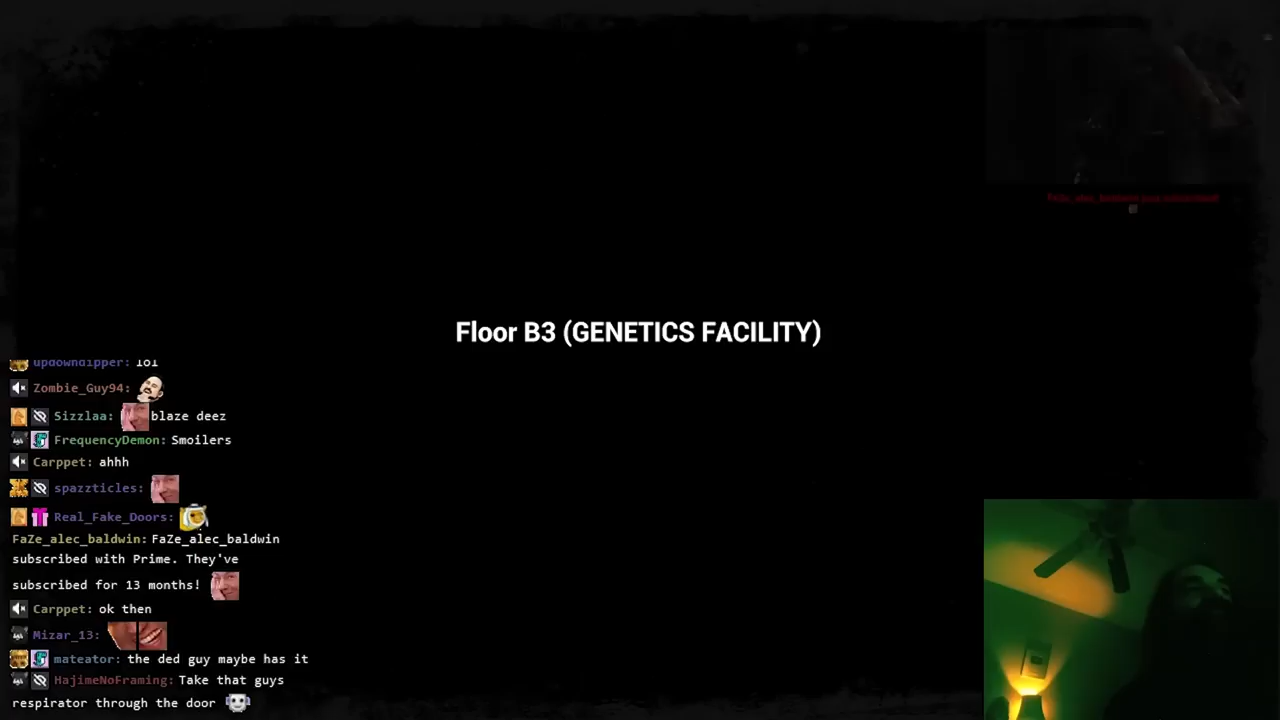 Floor B3 (GENETICS FACILITY)
updowndipper: lol
Zombie_Guy94:
Sizzlaa: blaze deez
FrequencyDemon: Smoilers
Carppet: ahhh
spazzticles:
Real_Fake_Doors:
FaZe_alec_baldwin: FaZe_alec_baldwin
subscribed with Prime. They've
subscribed for 13 months!
Carppet: ok then
Mizar_13:
mateator: the ded guy maybe has it
HajimeNoFraming: Take that guys
respirator through the door